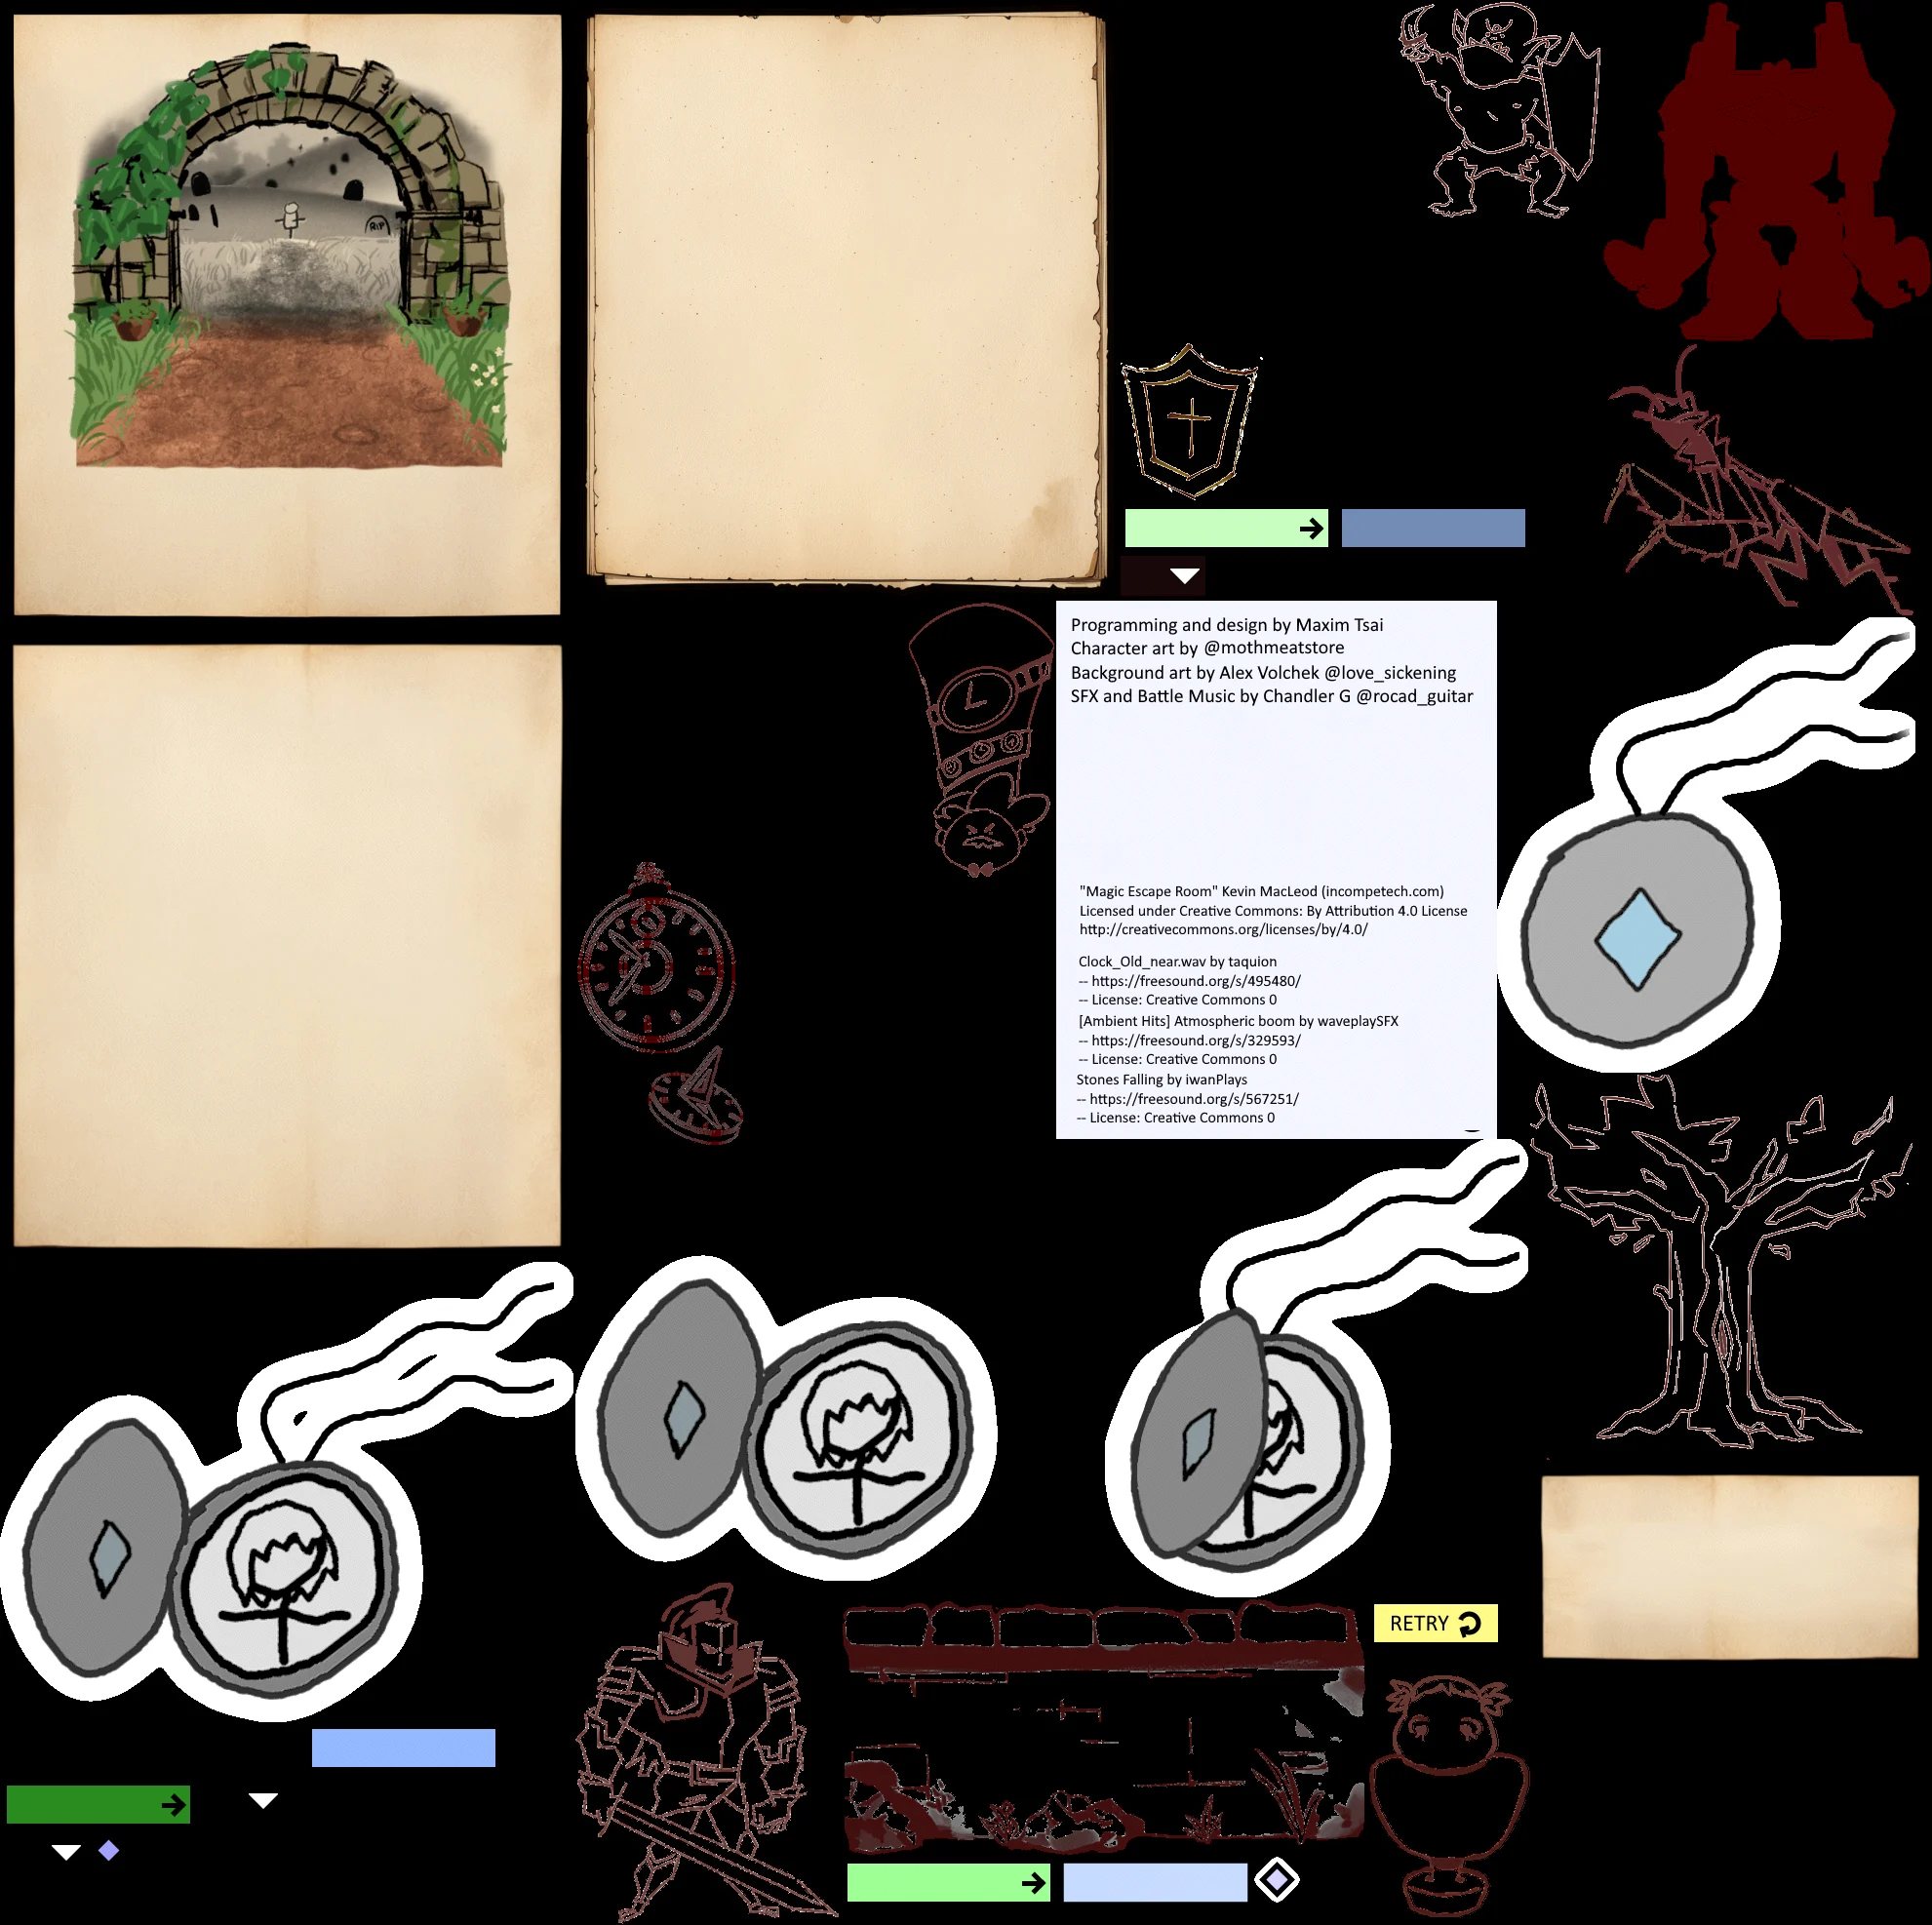 RIP
Programming and design by Maxim Tsai
Character art by @mothmeatstore
Background art by Alex Volchek @love_sickening
SFX and Battle Music by Chandler G @rocad_guitar
"Magic Escape Room" Kevin MacLeod (incompetech.com)
Licensed under Creative Commons: By Attribution 4.0 License
http://creativecommons.org/licenses/by/4.0/
Clock_Old_near.wav by taquion
-- https://freesound.org/s/495480/
-- License: Creative Commons 0
[Ambient Hits] Atmospheric boom by waveplaySFX
-- https://freesound.org/s/329593/
-- License: Creative Commons 0
Stones Falling by iwanPlays
-- https://freesound.org/s/567251/
-- License: Creative Commons 0
RETRY